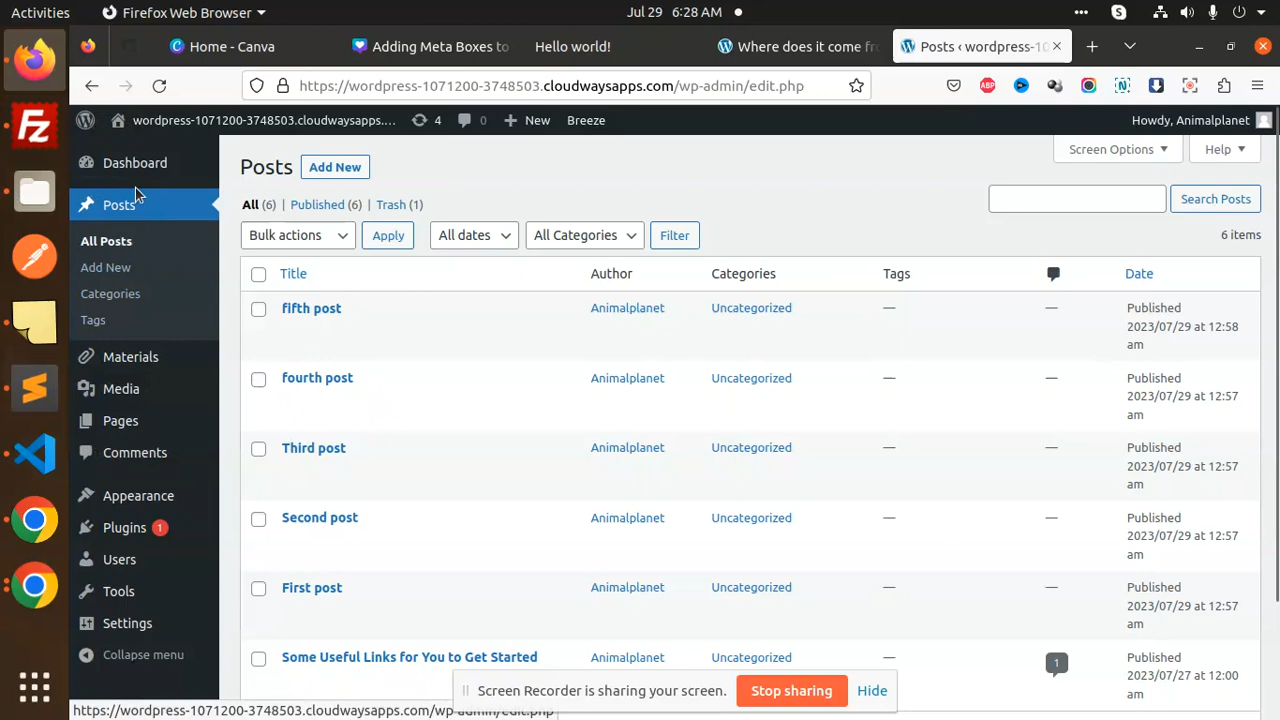 Activities
Firefox Web Browser
Jul 29 6:28 AM
Home - Canva
Adding Meta Boxes to
Hello world!
Where does it come fro
Posts ‹ wordpress-10
https://wordpress-1071200-3748503.cloudwaysapps.com/wp-admin/edit.php
wordpress-1071200-3748503.cloudwaysapps.…
4
0
New
Breeze
Howdy, Animalplanet
Dashboard
Posts
All Posts
Add New
Categories
Tags
Materials
Media
Pages
Comments
Appearance
Plugins 1
Users
Tools
Settings
Collapse menu
Posts
Add New
Screen Options
Help
All (6) | Published (6) | Trash (1)
Search Posts
Bulk actions
Apply
All dates
All Categories
Filter
6 items
Title Author Categories Tags Date
fifth post Animalplanet Uncategorized — — Published
2023/07/29 at 12:58
am
fourth post Animalplanet Uncategorized — — Published
2023/07/29 at 12:57
am
Third post Animalplanet Uncategorized — — Published
2023/07/29 at 12:57
am
Second post Animalplanet Uncategorized — — Published
2023/07/29 at 12:57
am
First post Animalplanet Uncategorized — — Published
2023/07/29 at 12:57
am
Some Useful Links for You to Get Started Animalplanet Uncategorized — 1 Published
2023/07/27 at 12:00
am
Screen Recorder is sharing your screen.
Stop sharing
Hide
https://wordpress-1071200-3748503.cloudwaysapps.com/wp-admin/edit.php